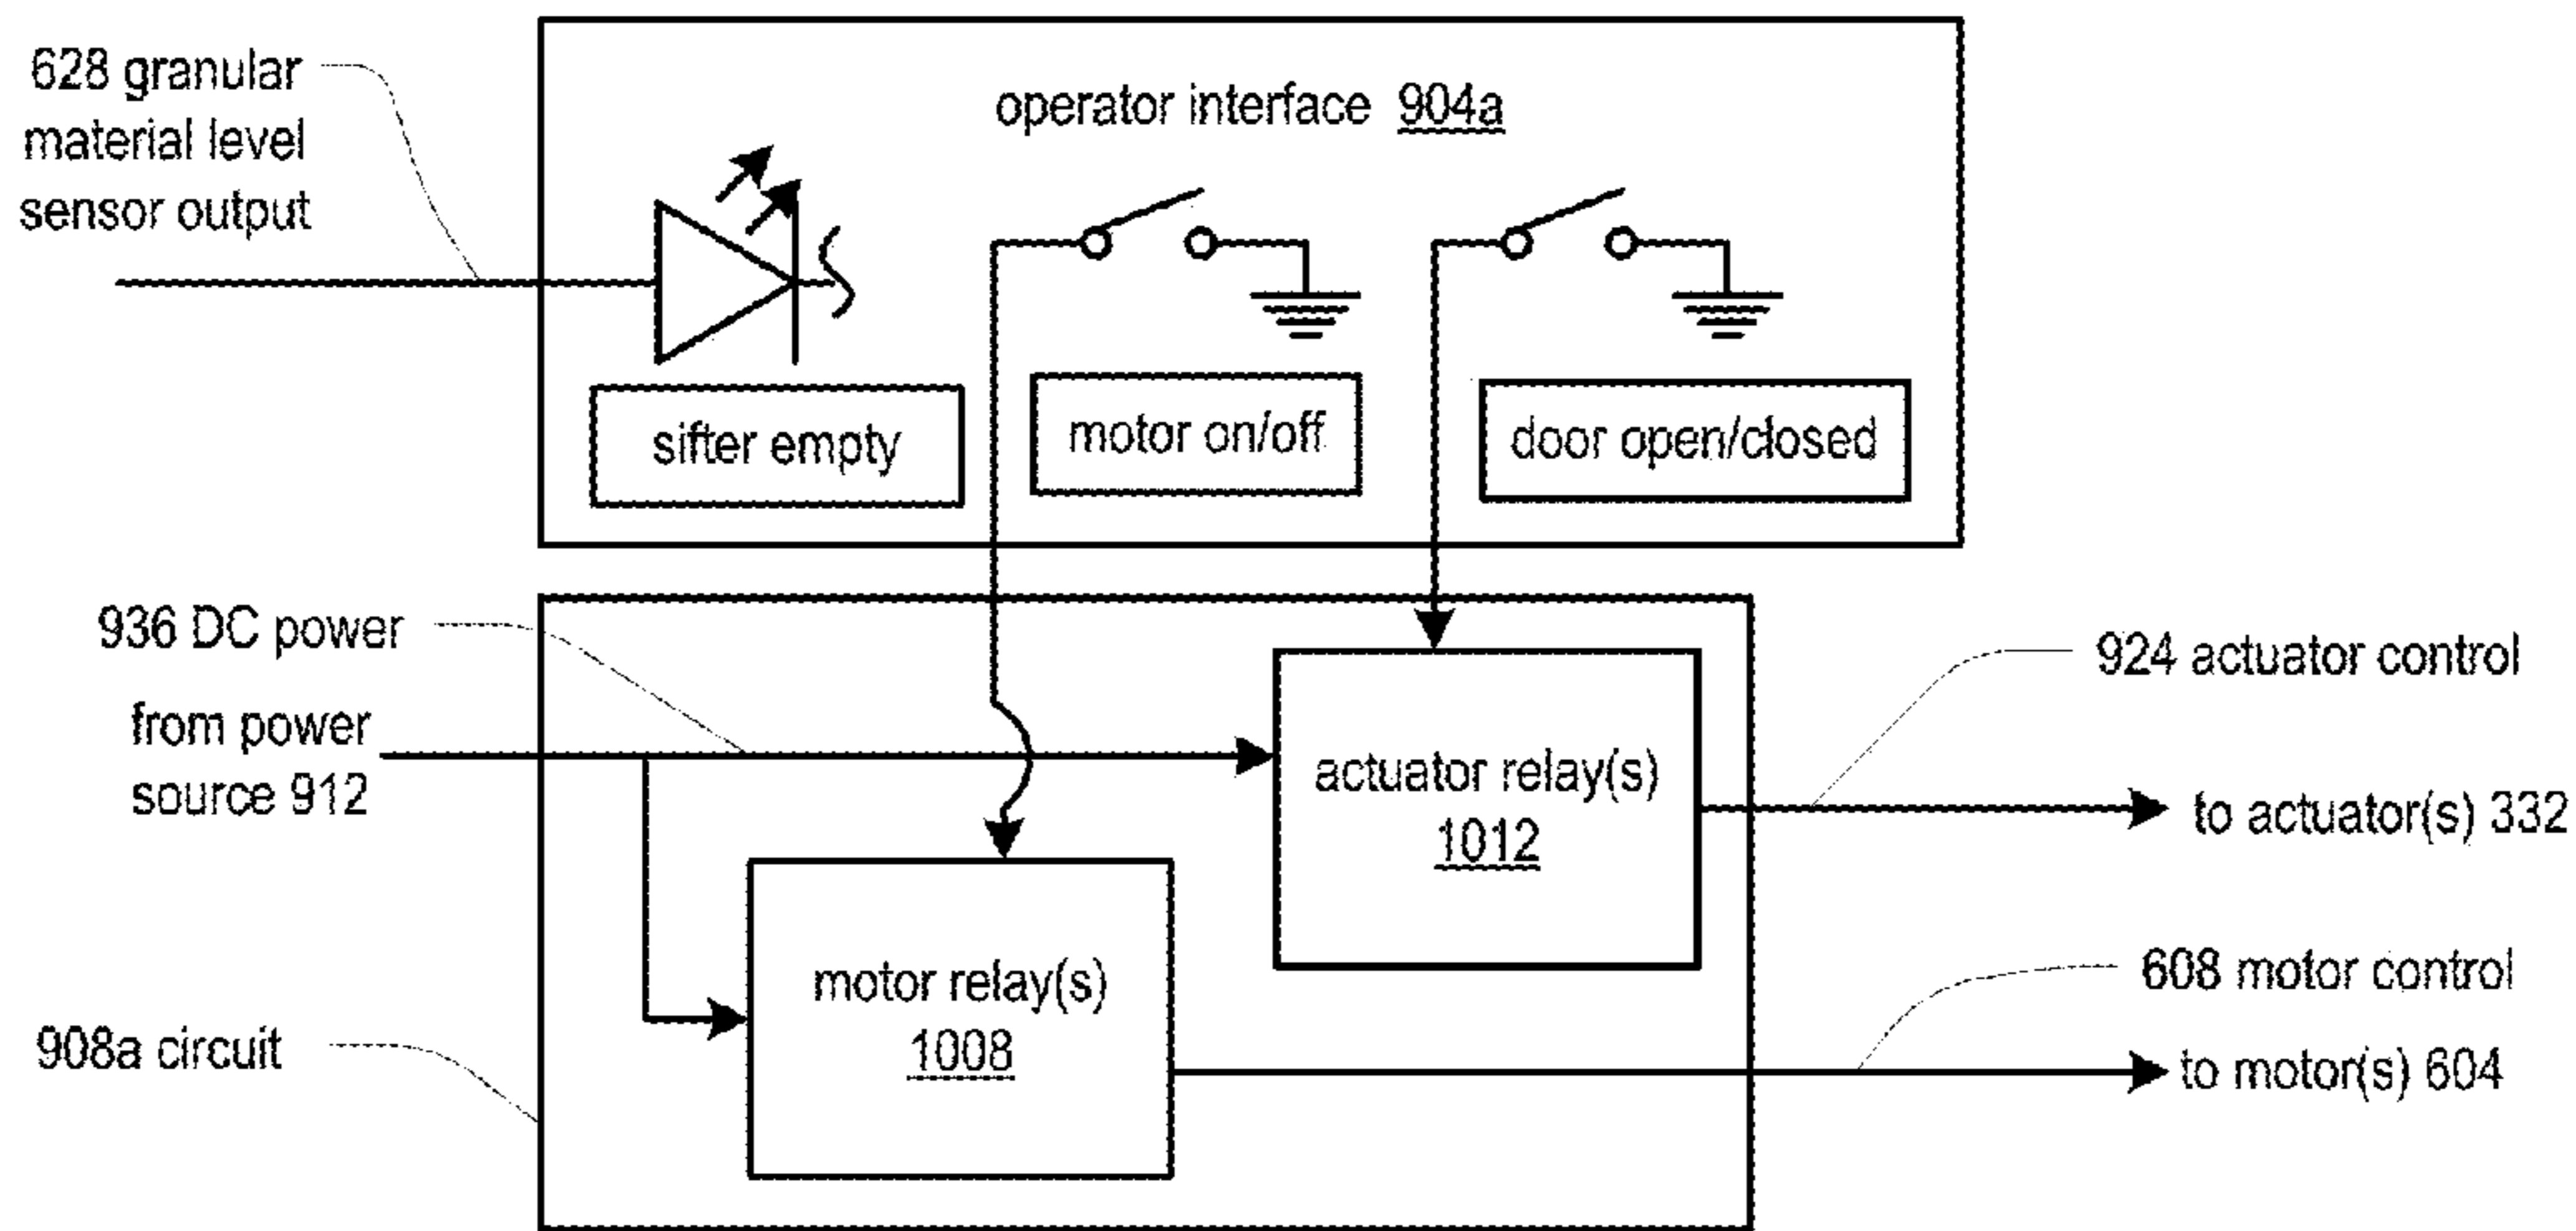 628 granular
material level
sensor output
operator interface 904a
sifter empty
motor on/off
door open/closed
936 DC power
from power
source 912
908a circuit
actuator relay(s)
1012
motor relay(s)
1008
924 actuator control
to actuator(s) 332
608 motor control
to motor(s) 604